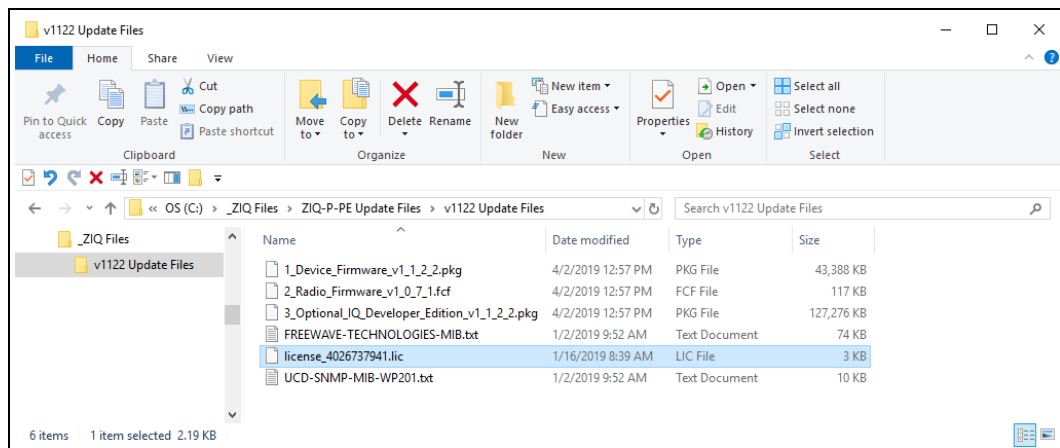 v1122 Update Files
File Home Share View
Pin to Quick access
Copy
Paste
Cut
Copy path
Paste shortcut
Clipboard
Move to
Copy to
Delete
Rename
Organize
New folder
New item
Easy access
New
Properties
Open
Edit
History
Open
Select all
Select none
Invert selection
Select
« OS (C:) > _ZIQ Files > ZIQ-P-PE Update Files > v1122 Update Files
Search v1122 Update Files
_ZIQ Files
v1122 Update Files
Name Date modified Type Size
1_Device_Firmware_v1_1_2_2.pkg 4/2/2019 12:57 PM PKG File 43,388 KB
2_Radio_Firmware_v1_0_7_1.fcf 4/2/2019 12:57 PM FCF File 117 KB
3_Optional_IQ_Developer_Edition_v1_1_2_2.pkg 4/2/2019 12:57 PM PKG File 127,276 KB
FREEWAVE-TECHNOLOGIES-MIB.txt 1/2/2019 9:52 AM Text Document 74 KB
license_4026737941.lic 1/16/2019 8:39 AM LIC File 3 KB
UCD-SNMP-MIB-WP201.txt 1/2/2019 9:52 AM Text Document 10 KB
6 items 1 item selected 2.19 KB